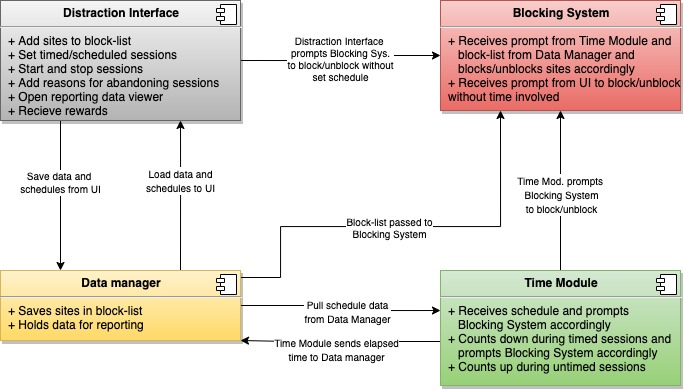 Distraction Interface
+ Add sites to block-list
+ Set timed/scheduled sessions
+ Start and stop sessions
+ Add reasons for abandoning sessions
+ Open reporting data viewer
+ Recieve rewards
Distraction Interface
prompts Blocking Sys.
to block/unblock without
set schedule
Blocking System
+ Receives prompt from Time Module and
block-list from Data Manager and
blocks/unblocks sites accordingly
+ Receives prompt from UI to block/unblock
without time involved
Save data and
schedules from UI
Load data and
schedules to UI
Time Mod. prompts
Blocking System
to block/unblock
Block-list passed to
Blocking System
Data manager
+ Saves sites in block-list
+ Holds data for reporting
Pull schedule data
from Data Manager
Time Module sends elapsed
time to Data manager
Time Module
+ Receives schedule and prompts
Blocking System accordingly
+ Counts down during timed sessions and
prompts Blocking System accordingly
+ Counts up during untimed sessions